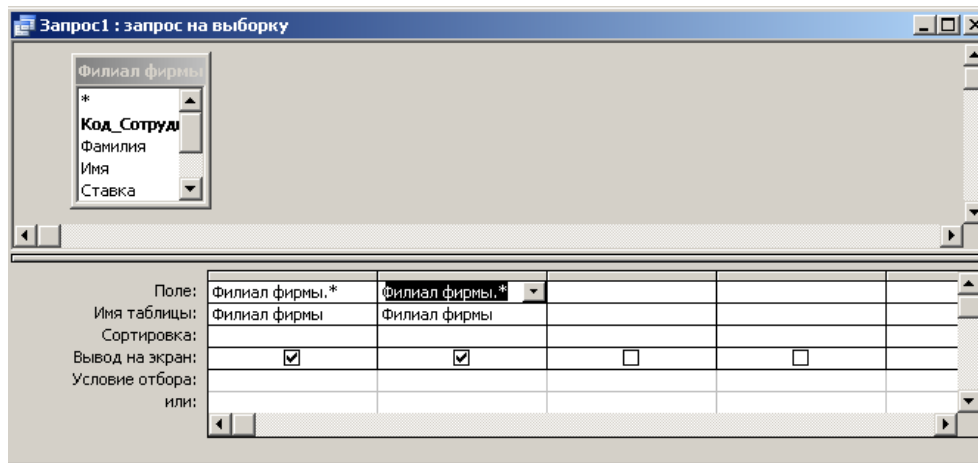 Запрос1 : запрос на выборку
Филиал фирмы
*
Код_Сотруд
Фамилия
Имя
Ставка
Поле: Филиал фирмы.* Филиал фирмы.*
Имя таблицы: Филиал фирмы Филиал фирмы
Сортировка:
Вывод на экран:
Условие отбора:
или: